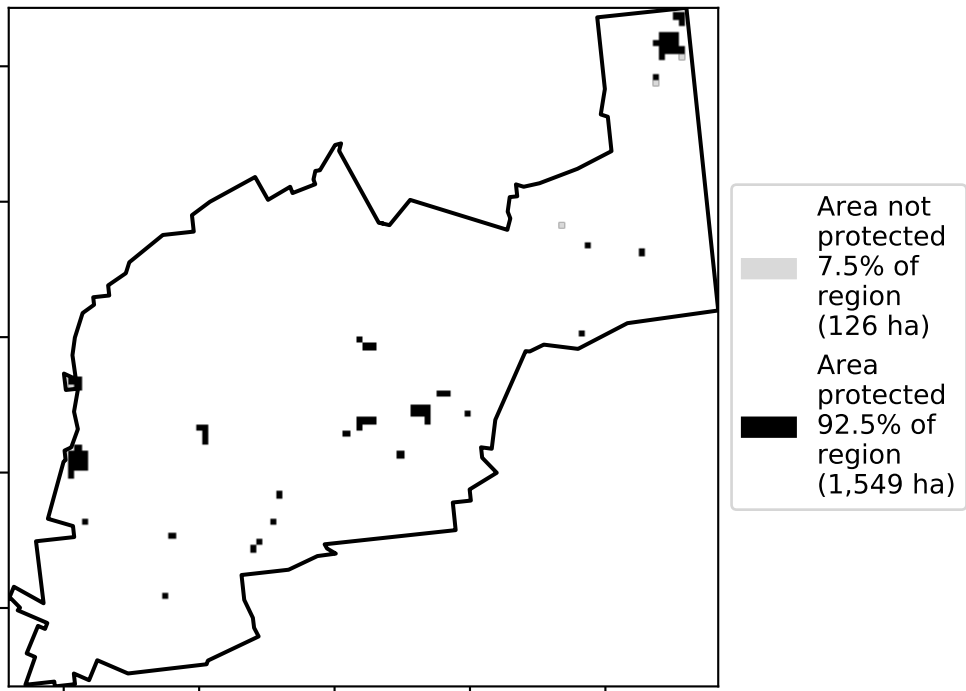 Area not
protected
7.5% of
region
(126 ha)
Area
protected
92.5% of
region
(1,549 ha)